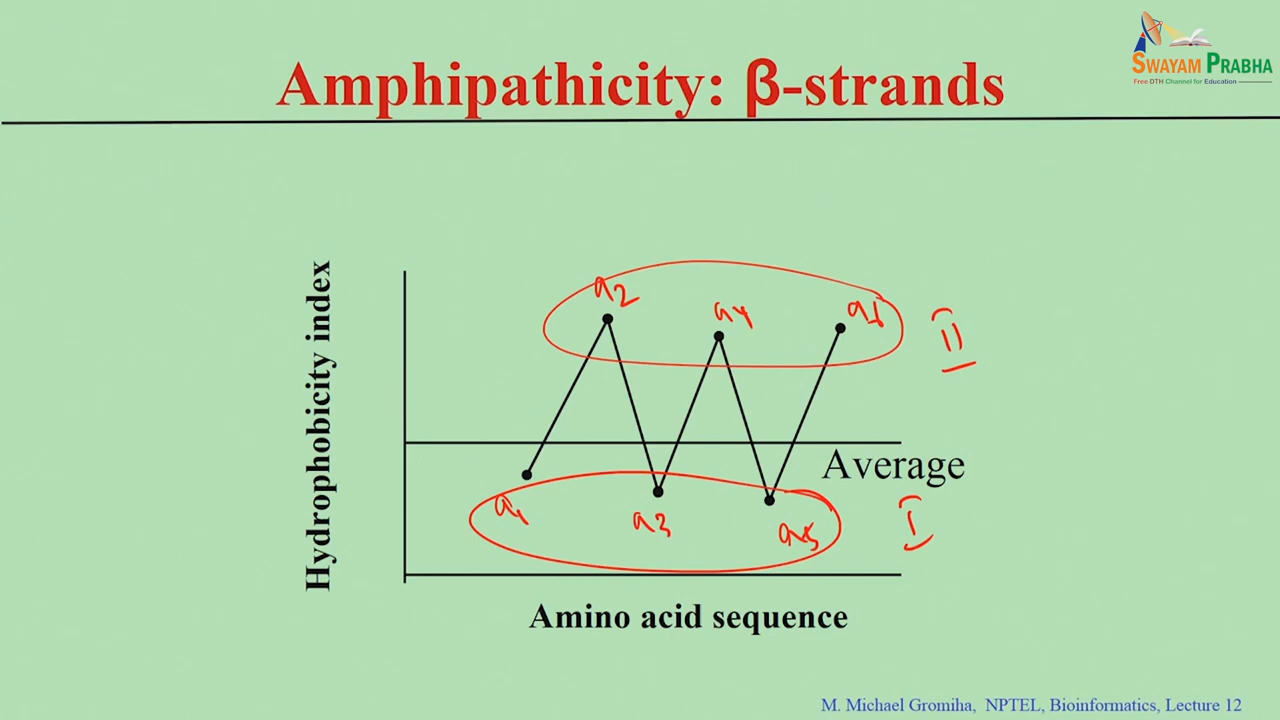 SWAYAM PRABHA
Free DTH Channel for Education
Amphipathicity: β-strands
Hydrophobicity index
a2
a4
a6
II
Average
a1
a3
a5
I
Amino acid sequence
M. Michael Gromiha, NPTEL, Bioinformatics, Lecture 12